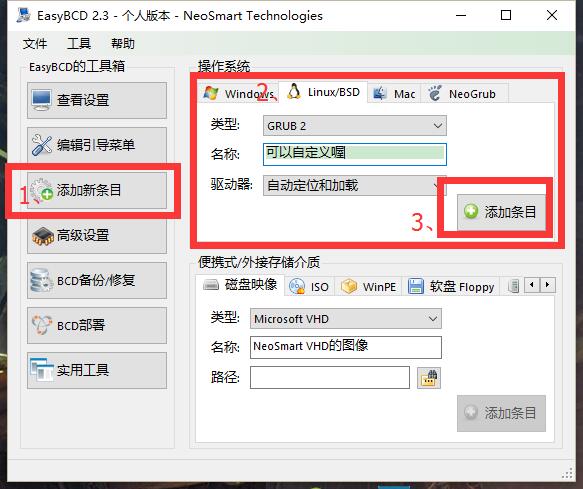 EasyBCD 2.3 - 个人版本 - NeoSmart Technologies
文件 工具 帮助
EasyBCD的工具箱
查看设置
编辑引导菜单
1、添加新条目
高级设置
BCD备份/修复
BCD部署
实用工具
操作系统
Windows 2、 Linux/BSD Mac NeoGrub
类型: GRUB 2
名称: 可以自定义喔
驱动器: 自动定位和加载
3、 添加条目
便携式/外接存储介质
磁盘映像 ISO WinPE 软盘 Floppy
类型: Microsoft VHD
名称: NeoSmart VHD的图像
路径:
添加条目